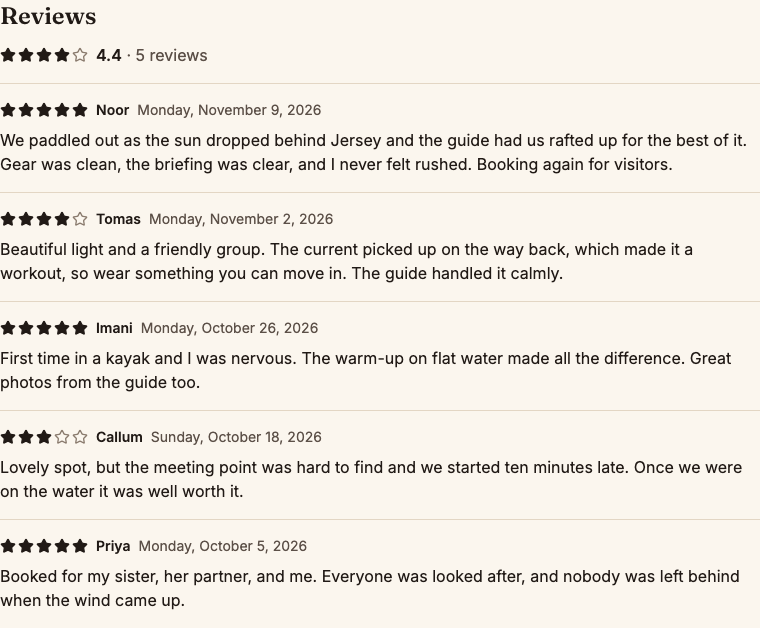 Reviews
4.4 · 5 reviews
Noor Monday, November 9, 2026
We paddled out as the sun dropped behind Jersey and the guide had us rafted up for the best of it.
Gear was clean, the briefing was clear, and I never felt rushed. Booking again for visitors.
Tomas Monday, November 2, 2026
Beautiful light and a friendly group. The current picked up on the way back, which made it a
workout, so wear something you can move in. The guide handled it calmly.
Imani Monday, October 26, 2026
First time in a kayak and I was nervous. The warm-up on flat water made all the difference. Great
photos from the guide too.
Callum Sunday, October 18, 2026
Lovely spot, but the meeting point was hard to find and we started ten minutes late. Once we were
on the water it was well worth it.
Priya Monday, October 5, 2026
Booked for my sister, her partner, and me. Everyone was looked after, and nobody was left behind
when the wind came up.